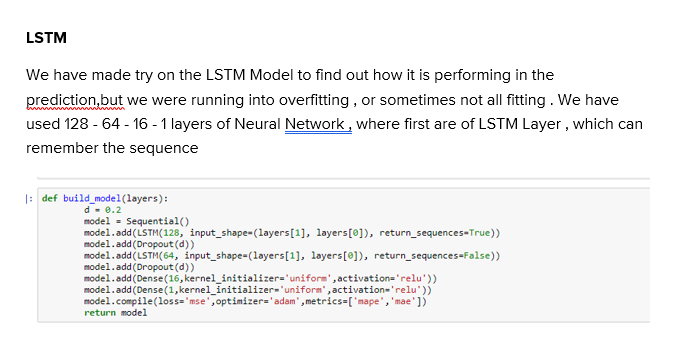 LSTM
We have made try on the LSTM Model to find out how it is performing in the
prediction,but we were running into overfitting , or sometimes not all fitting . We have
used 128 - 64 - 16 - 1 layers of Neural Network , where first are of LSTM Layer , which can
remember the sequence
]: def build_model(layers):
d = 0.2
model = Sequential()
model.add(LSTM(128, input_shape=(layers[1], layers[0]), return_sequences=True))
model.add(Dropout(d))
model.add(LSTM(64, input_shape=(layers[1], layers[0]), return_sequences=False))
model.add(Dropout(d))
model.add(Dense(16,kernel_initializer='uniform',activation='relu'))
model.add(Dense(1,kernel_initializer='uniform',activation='relu'))
model.compile(loss='mse',optimizer='adam',metrics=['mape','mae'])
return model